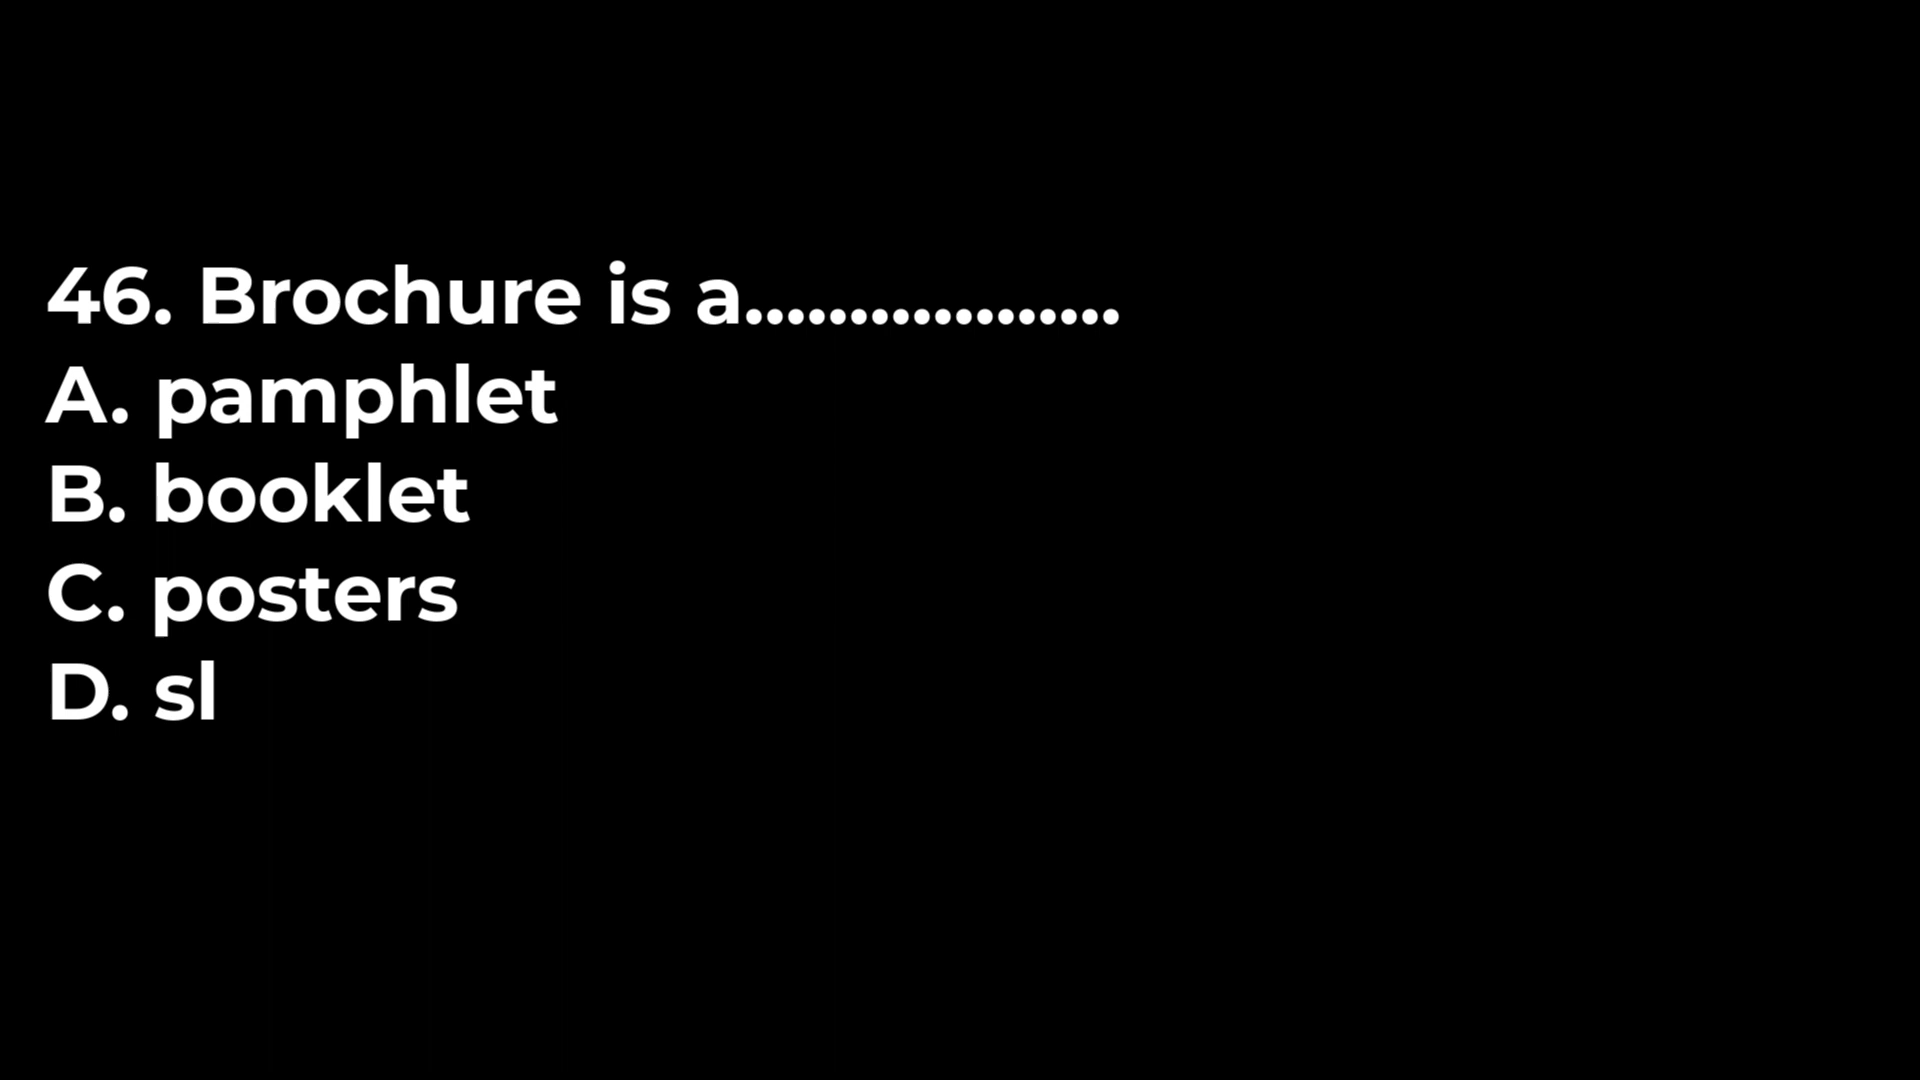 46. Brochure is a..................
A. pamphlet
B. booklet
C. posters
D. sl